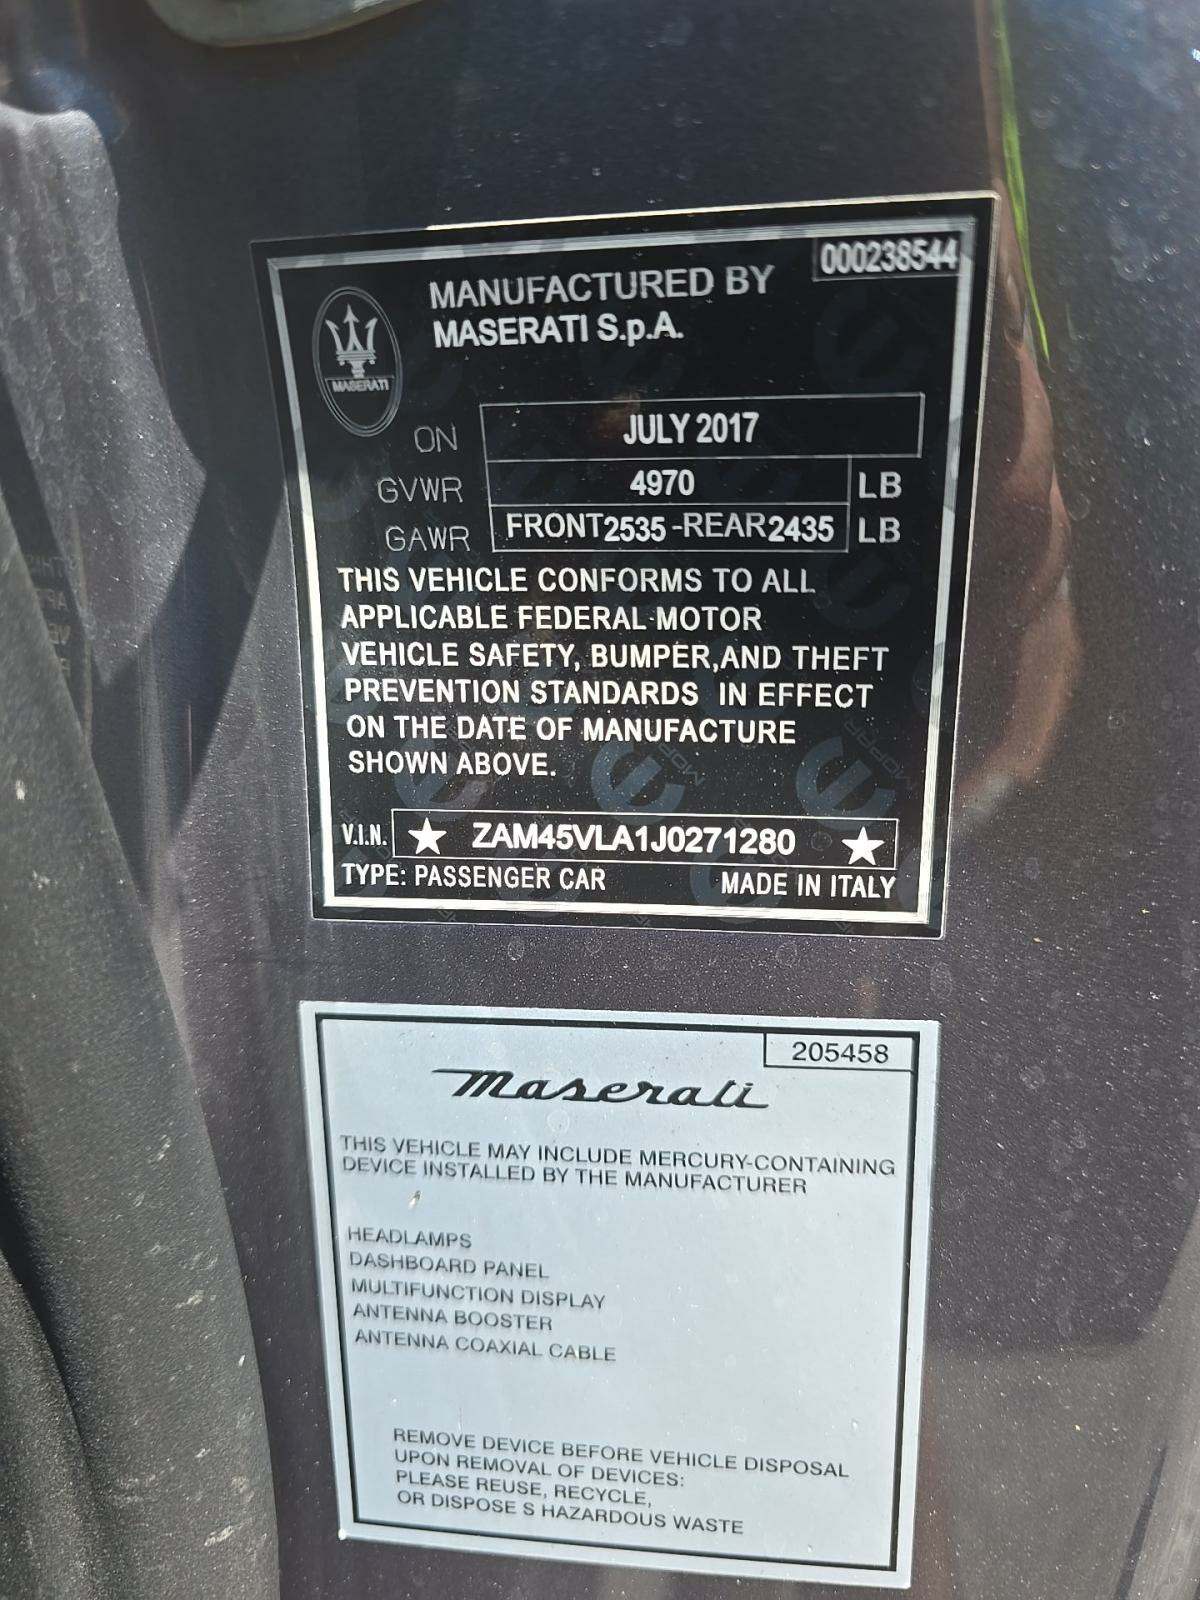 000238544
MANUFACTURED BY
MASERATI S.p.A.
MASERATI
ON JULY 2017
GVWR 4970 LB
GAWR FRONT2535-REAR2435 LB
THIS VEHICLE CONFORMS TO ALL
APPLICABLE FEDERAL MOTOR
VEHICLE SAFETY, BUMPER,AND THEFT
PREVENTION STANDARDS IN EFFECT
ON THE DATE OF MANUFACTURE
SHOWN ABOVE.
V.I.N. ★ ZAM45VLA1J0271280 ★
TYPE: PASSENGER CAR MADE IN ITALY
205458
Maserati
THIS VEHICLE MAY INCLUDE MERCURY-CONTAINING
DEVICE INSTALLED BY THE MANUFACTURER
HEADLAMPS
DASHBOARD PANEL
MULTIFUNCTION DISPLAY
ANTENNA BOOSTER
ANTENNA COAXIAL CABLE
REMOVE DEVICE BEFORE VEHICLE DISPOSAL
UPON REMOVAL OF DEVICES:
PLEASE REUSE, RECYCLE,
OR DISPOSE S HAZARDOUS WASTE